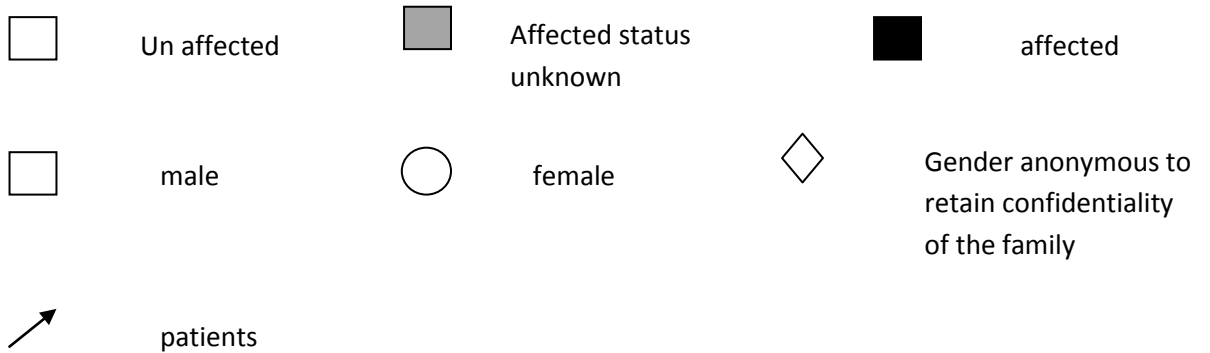 Un affected
Affected status
unknown
affected
male
female
Gender anonymous to
retain confidentiality
of the family
patients